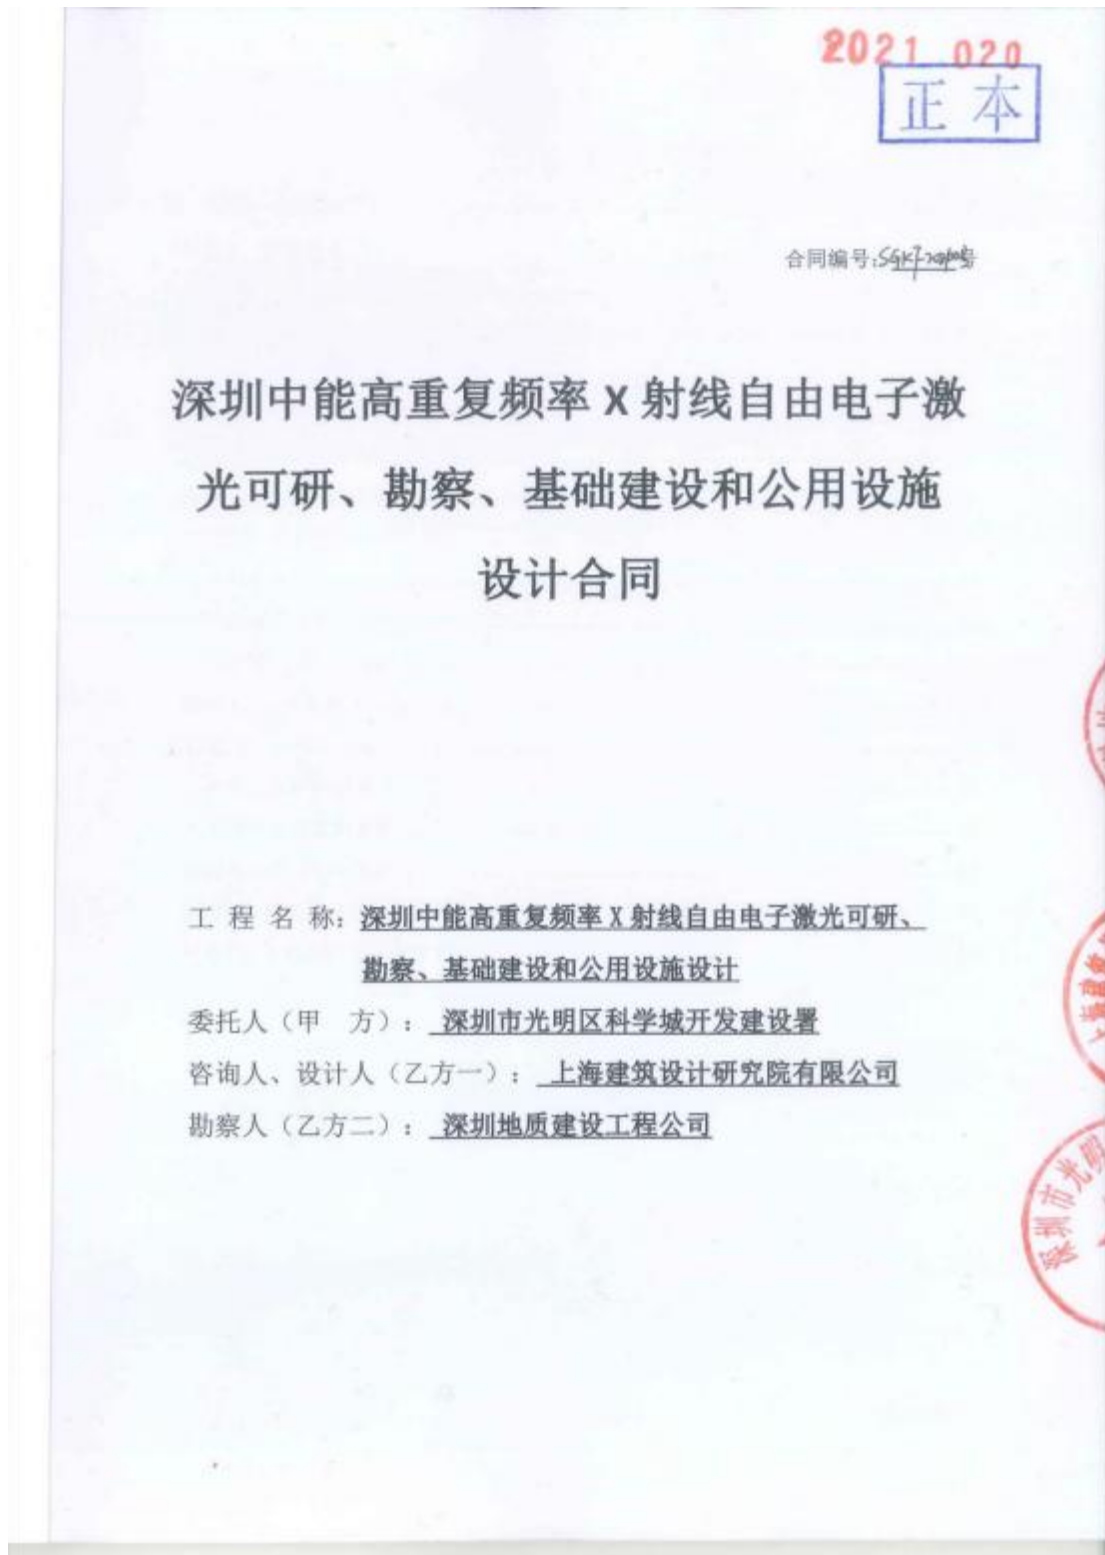 2021 020
正本
合同编号:号
深圳中能高重复频率 X 射线自由电子激
光可研、勘察、基础建设和公用设施
设计合同
工 程 名 称: 深圳中能高重复频率 X 射线自由电子激光可研、
勘察、基础建设和公用设施设计
委托人（甲 方）: 深圳市光明区科学城开发建设署
咨询人、设计人（乙方一）: 上海建筑设计研究院有限公司
勘察人（乙方二）: 深圳地质建设工程公司
深圳市光明